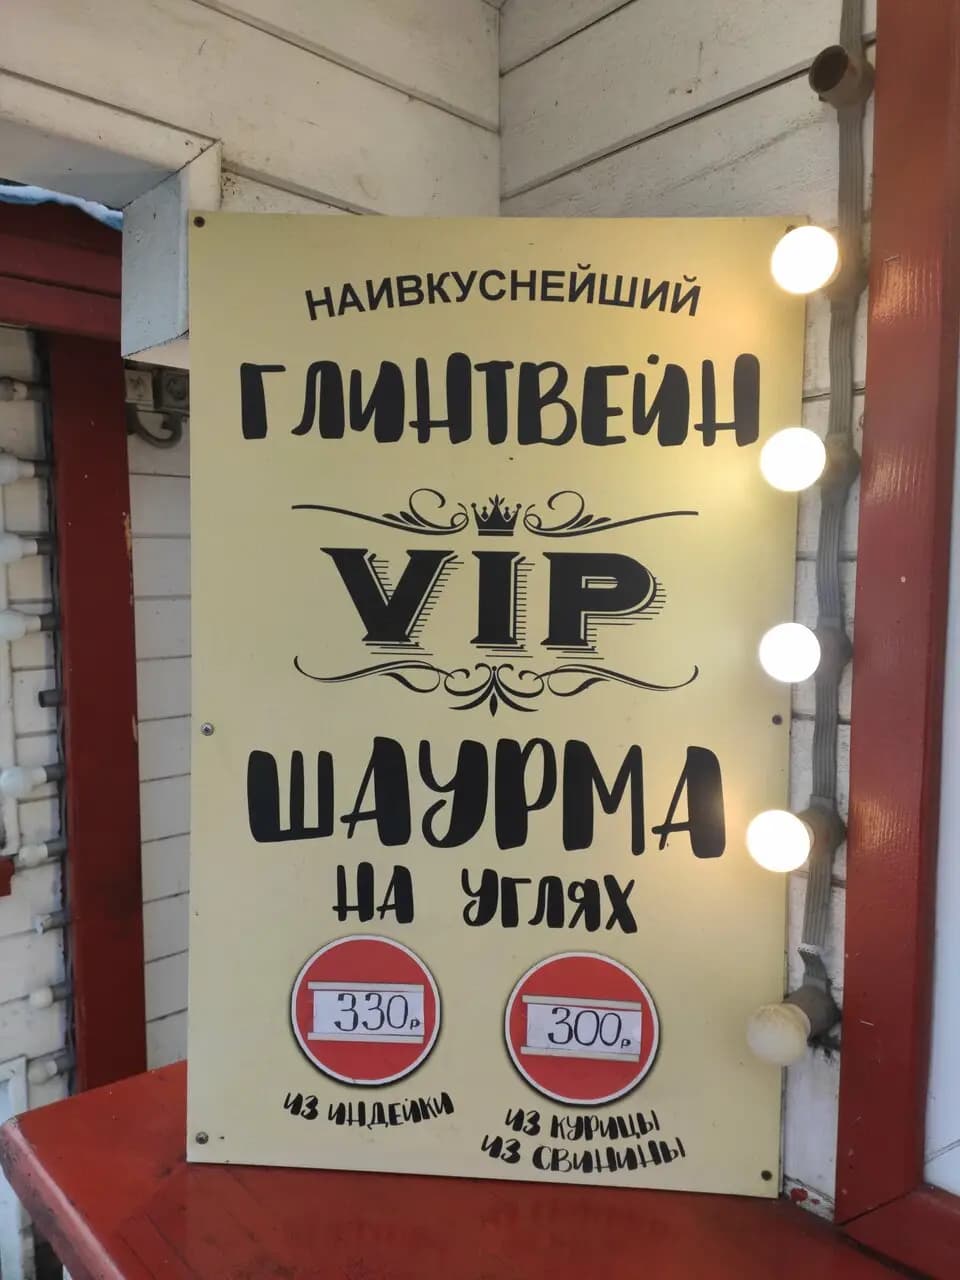 НАИВКУСНЕЙШИЙ
ГЛИНТВЕЙН
VIP
ШАУРМА
НА УГЛЯХ
330р
300р
ИЗ ИНДЕЙКИ
ИЗ КУРИЦЫ
ИЗ СВИНИНЫ